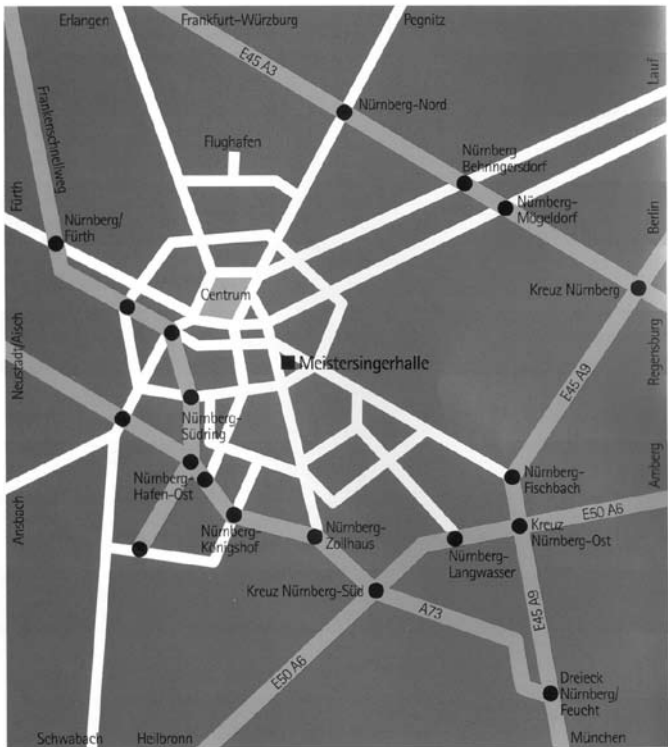 Erlangen
Frankfurt-Würzburg
Pegnitz
E45 A3
Lauf
Frankenschnellweg
Nürnberg-Nord
Flughafen
Nürnberg
Behringersdorf
Fürth
Nürnberg/
Fürth
Nürnberg-
Mögeldorf
Berlin
Centrum
Kreuz Nürnberg
Neustadt/Aisch
Meistersingerhalle
Regensburg
E45 A9
Nürnberg-
Südring
Nürnberg-
Hafen-Ost
Nürnberg-
Fischbach
Amberg
Ansbach
Nürnberg-
Königshof
Nürnberg-
Zollhaus
Nürnberg-
Langwasser
Kreuz
Nürnberg-Ost
E50 A6
Kreuz Nürnberg-Süd
A73
E45 A9
E50 A6
Dreieck
Nürnberg/
Feucht
Schwabach
Heilbronn
München